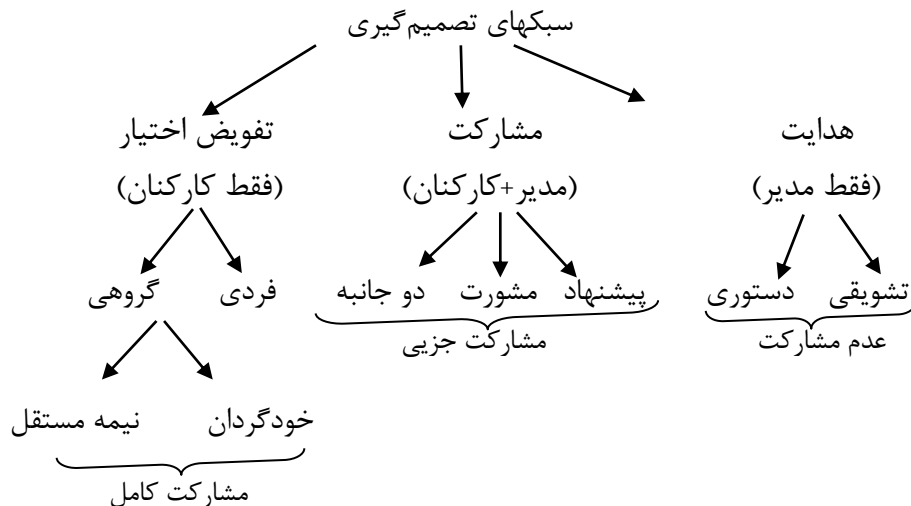 سبکهای تصمیم‌گیری
هدایت مشارکت تفویض اختیار
(فقط مدیر) (مدیر+کارکنان) (فقط کارکنان)
تشویقی دستوری پیشنهاد مشورت دو جانبه فردی گروهی
عدم مشارکت مشارکت جزیی
خودگردان نیمه مستقل
مشارکت کامل